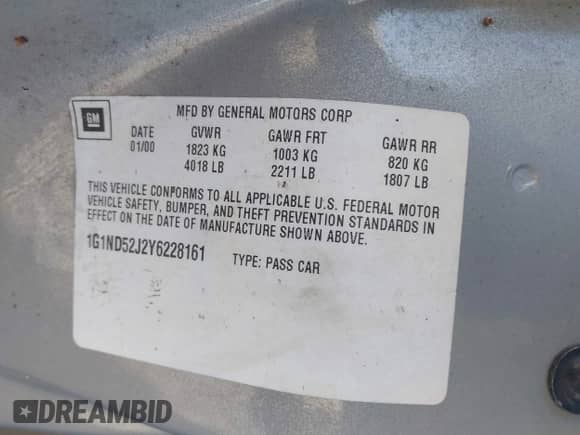 GM
MFD BY GENERAL MOTORS CORP
DATE GVWR GAWR FRT GAWR RR
01/00 1823 KG 1003 KG 820 KG
4018 LB 2211 LB 1807 LB
THIS VEHICLE CONFORMS TO ALL APPLICABLE U.S. FEDERAL MOTOR
VEHICLE SAFETY, BUMPER, AND THEFT PREVENTION STANDARDS IN
EFFECT ON THE DATE OF MANUFACTURE SHOWN ABOVE.
1G1ND52J2Y6228161 TYPE: PASS CAR
DREAMBID